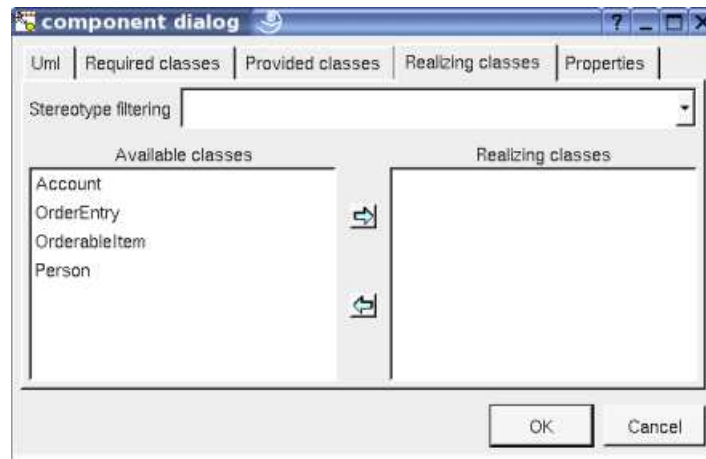 component dialog
Uml Required classes Provided classes Realizing classes Properties
Stereotype filtering
Available classes Realizing classes
Account
OrderEntry
OrderableItem
Person
OK Cancel